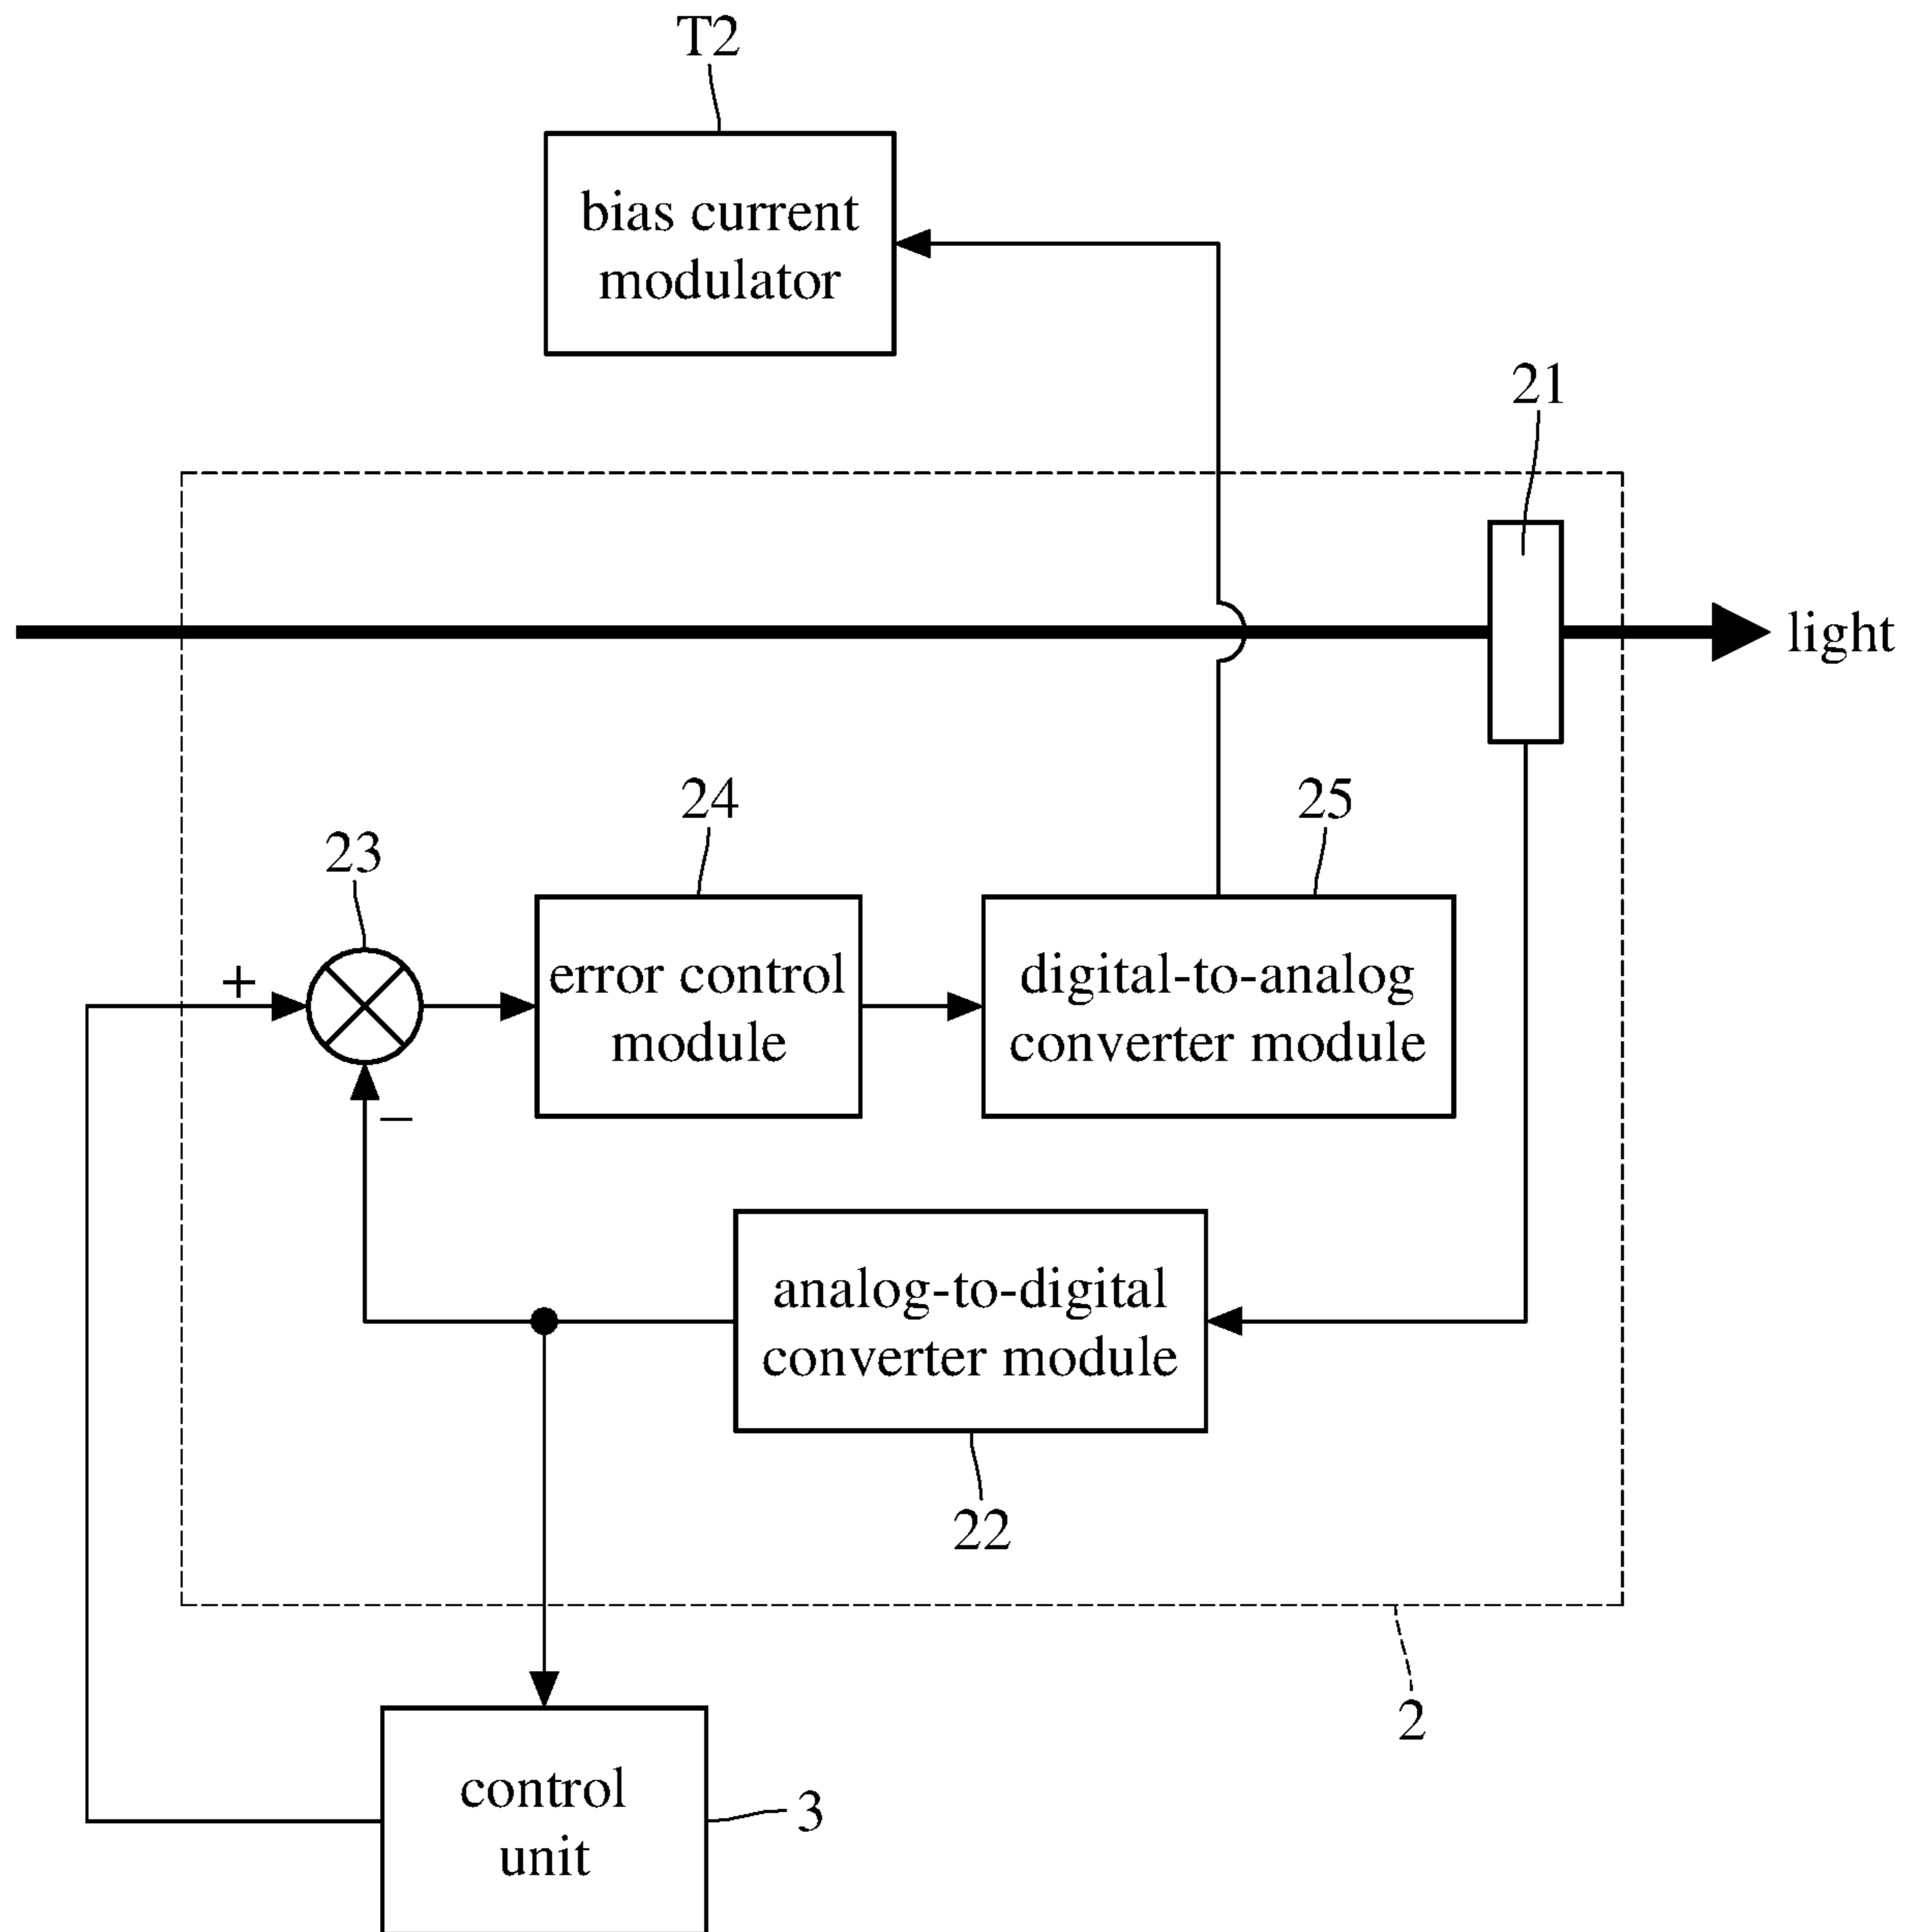 T2
bias current
modulator
21
light
24
25
23
+
error control
module
digital-to-analog
converter module
−
analog-to-digital
converter module
22
2
control
unit
3